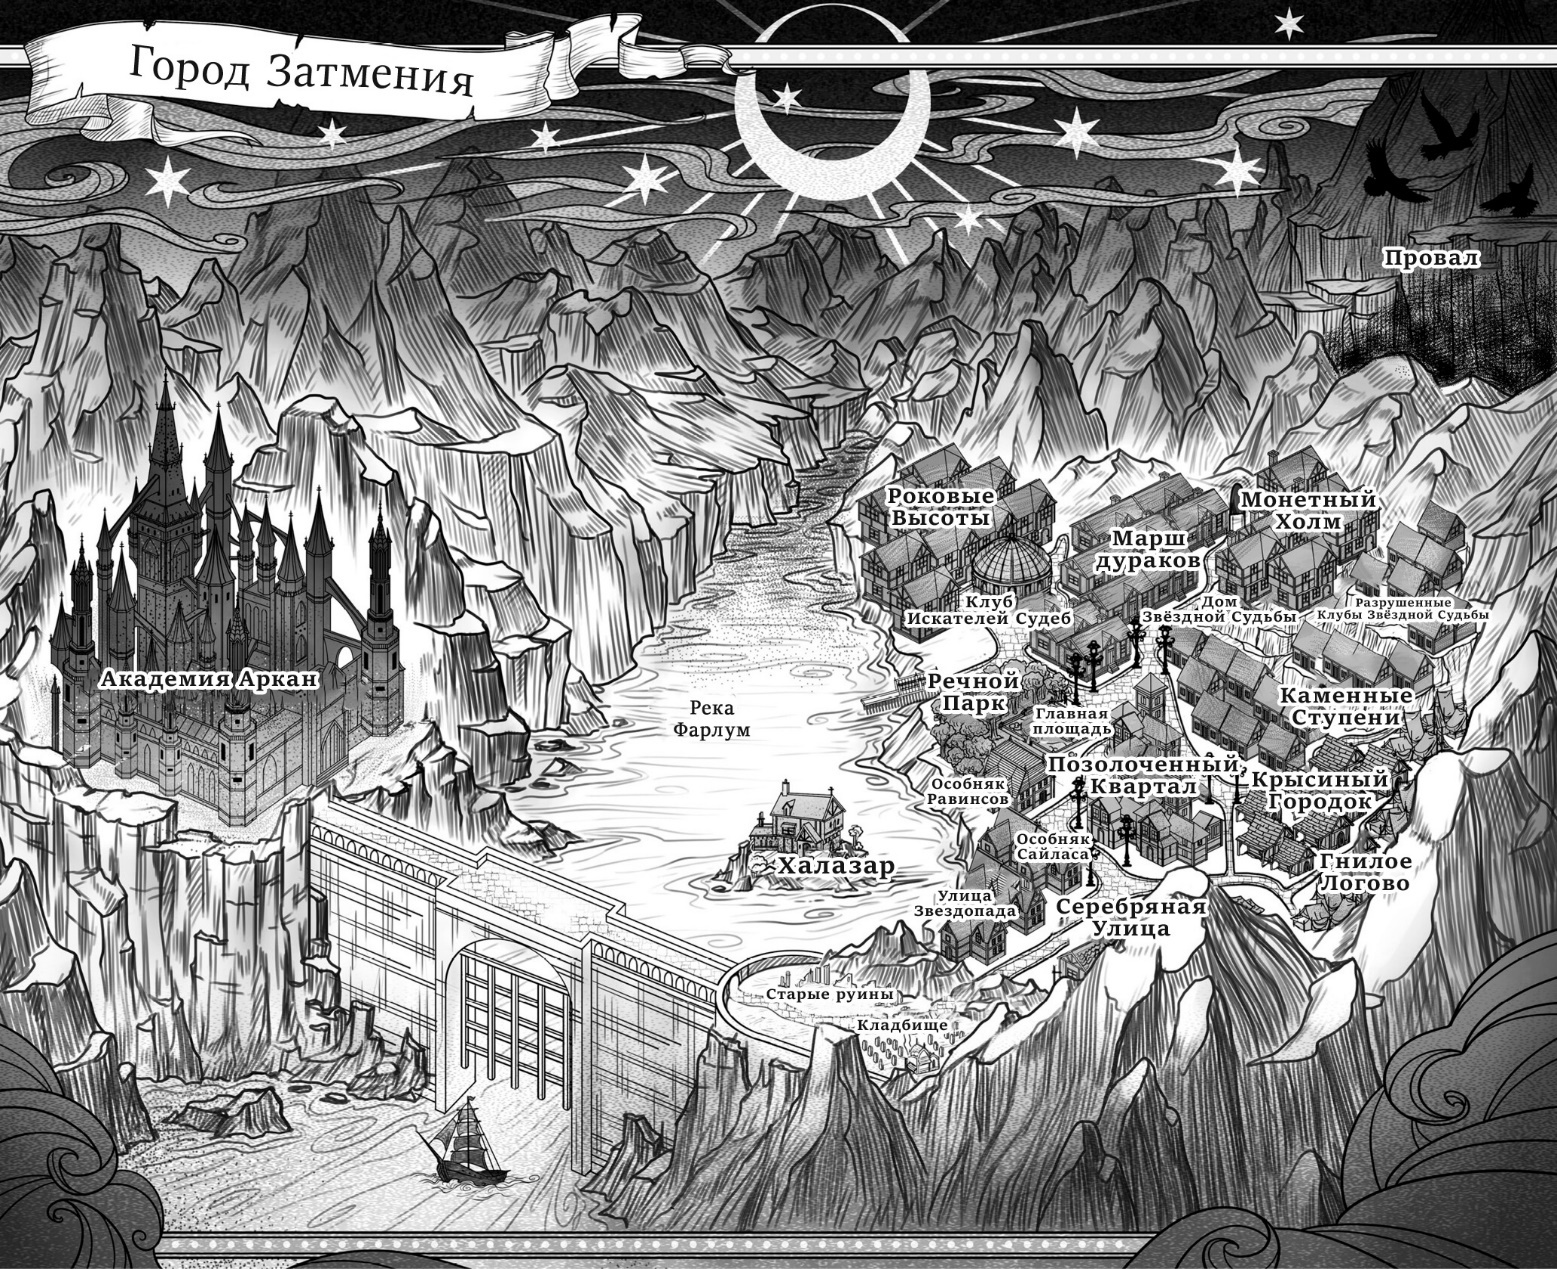 Город Затмения
Провал
Роковые
Высоты
Монетный
Холм
Марш
дураков
Клуб
Искателей Судеб
Дом
Звёздной Судьбы
Разрушенные
Клубы Звёздной Судьбы
Академия Аркан
Речной
Парк
Каменные
Ступени
Река
Фарлум
Главная
площадь
Позолоченный
Квартал
Крысиный
Городок
Особняк
Равинсов
Особняк
Сайласа
Халазар
Гнилое
Логово
Улица
Звездопада
Серебряная
Улица
Старые руины
Кладбище